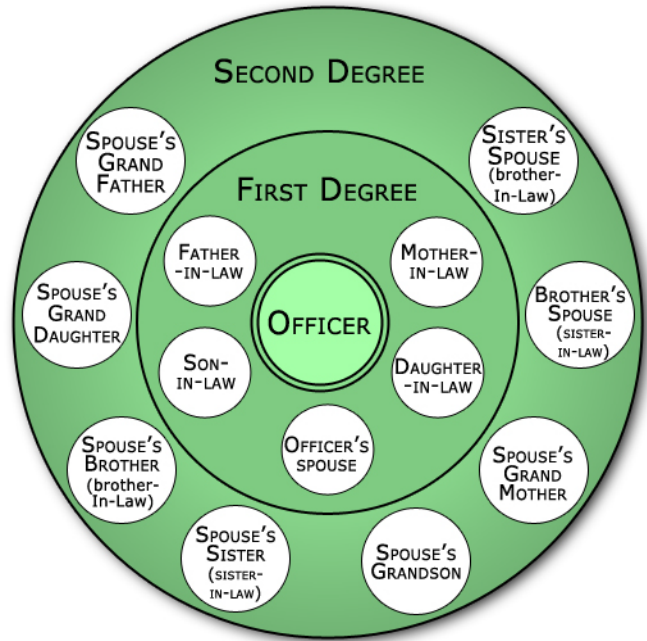 SECOND DEGREE
SPOUSE'S
GRAND
FATHER
SISTER'S
SPOUSE
(brother-
In-Law)
FIRST DEGREE
FATHER
-IN-LAW
MOTHER-
IN-LAW
OFFICER
SPOUSE'S
GRAND
DAUGHTER
BROTHER'S
SPOUSE
(SISTER-
IN-LAW)
SON-
IN-LAW
DAUGHTER
-IN-LAW
OFFICER'S
SPOUSE
SPOUSE'S
BROTHER
(brother-
In-Law)
SPOUSE'S
GRAND
MOTHER
SPOUSE'S
SISTER
(SISTER-
IN-LAW)
SPOUSE'S
GRANDSON